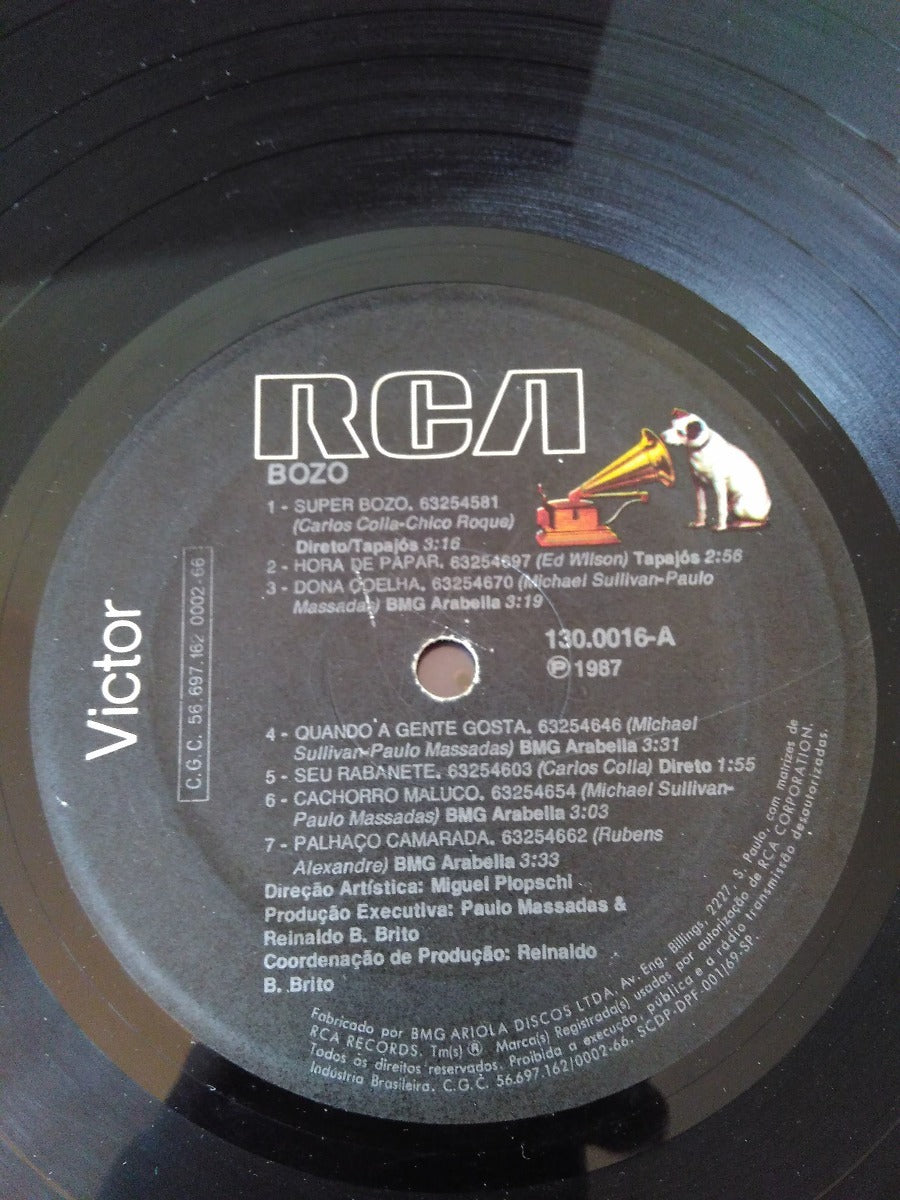 RCA
BOZO
1 - SUPER BOZO. 63254581
(Carlos Colla-Chico Roque)
Direto/Tapajós 3:16
2 - HORA DE PAPAR. 63254697 (Ed Wilson) Tapajós 2:56
3 - DONA COELHA. 63254670 (Michael Sullivan-Paulo
Massadas) BMG Arabella 3:19
130.0016-A
℗ 1987
Victor
C.G.C. 56.697.162 0002-66
4 - QUANDO A GENTE GOSTA. 63254646 (Michael
Sullivan-Paulo Massadas) BMG Arabella 3:31
5 - SEU RABANETE. 63254603 (Carlos Colla) Direto 1:55
6 - CACHORRO MALUCO. 63254654 (Michael Sullivan-
Paulo Massadas) BMG Arabella 3:03
7 - PALHAÇO CAMARADA. 63254662 (Rubens
Alexandre) BMG Arabella 3:33
Direção Artística: Miguel Plopschi
Produção Executiva: Paulo Massadas &
Reinaldo B. Brito
Coordenação de Produção: Reinaldo
B. Brito
Fabricado por BMG ARIOLA DISCOS LTDA. Av. Eng. Billings, 2227, S. Paulo, com matrizes de
RCA RECORDS. Tm(s) ® Marca(s) Registrada(s) usadas por autorização de RCA CORPORATION.
Todos os direitos reservados. Proibida a execução, pública e a rádio transmissão desautorizadas.
Indústria Brasileira. C.G.C. 56.697.162/0002-66. SCDP-DPF 001/69-SP.